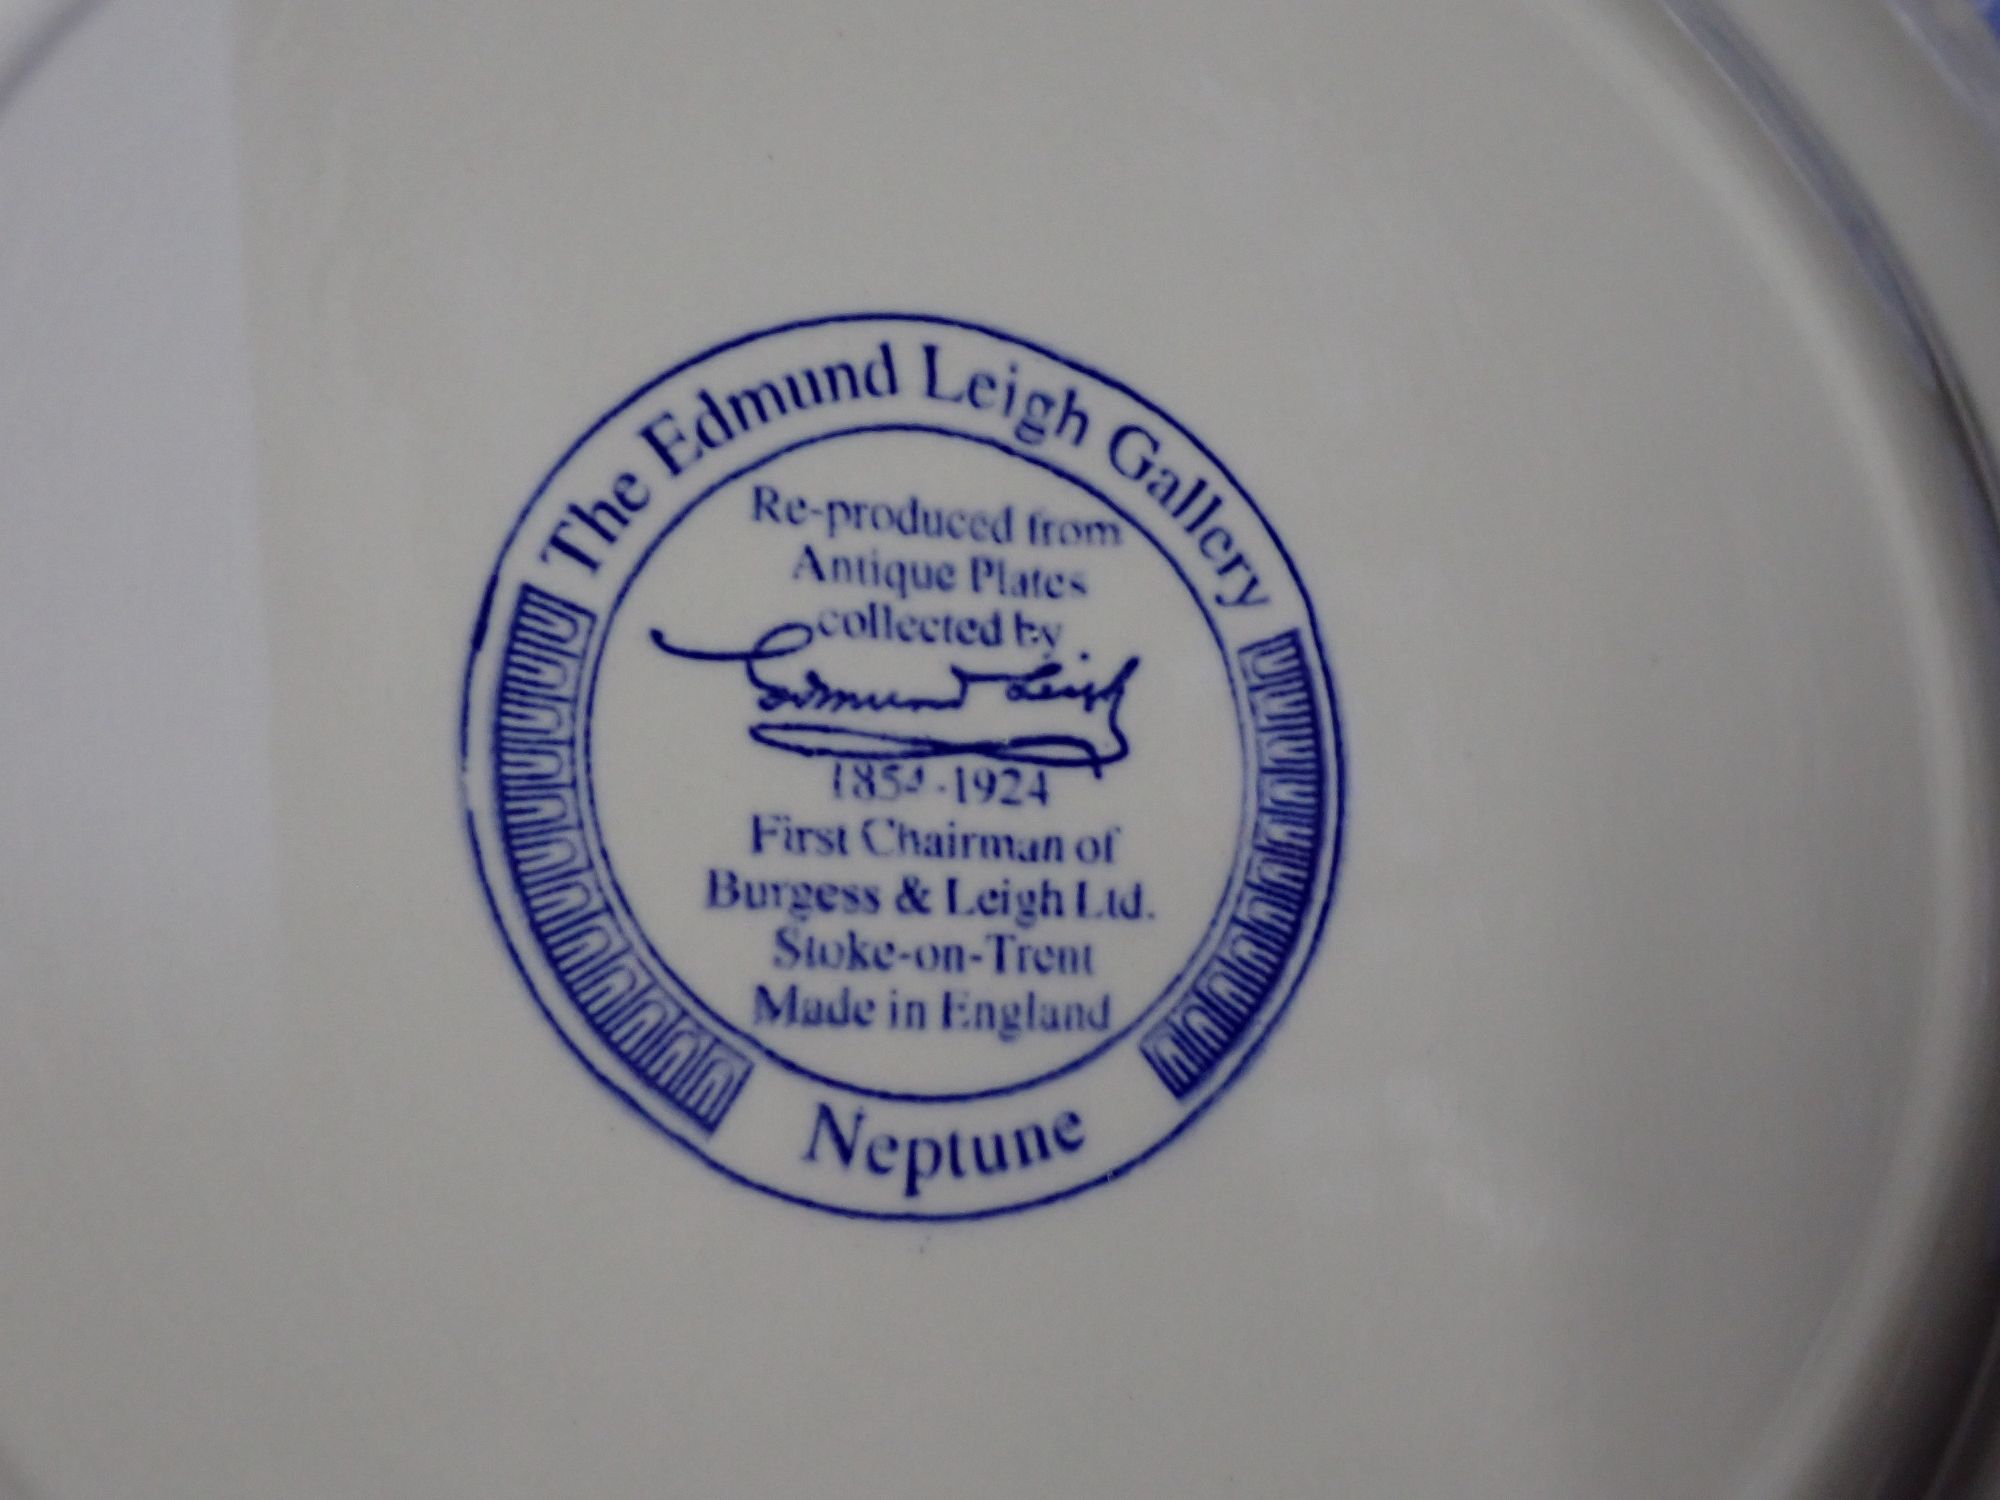 The Edmund Leigh Gallery
Re-produced from
Antique Plates
collected by
Edmund Leigh
1854-1924
First Chairman of
Burgess & Leigh Ltd.
Stoke-on-Trent
Made in England
Neptune